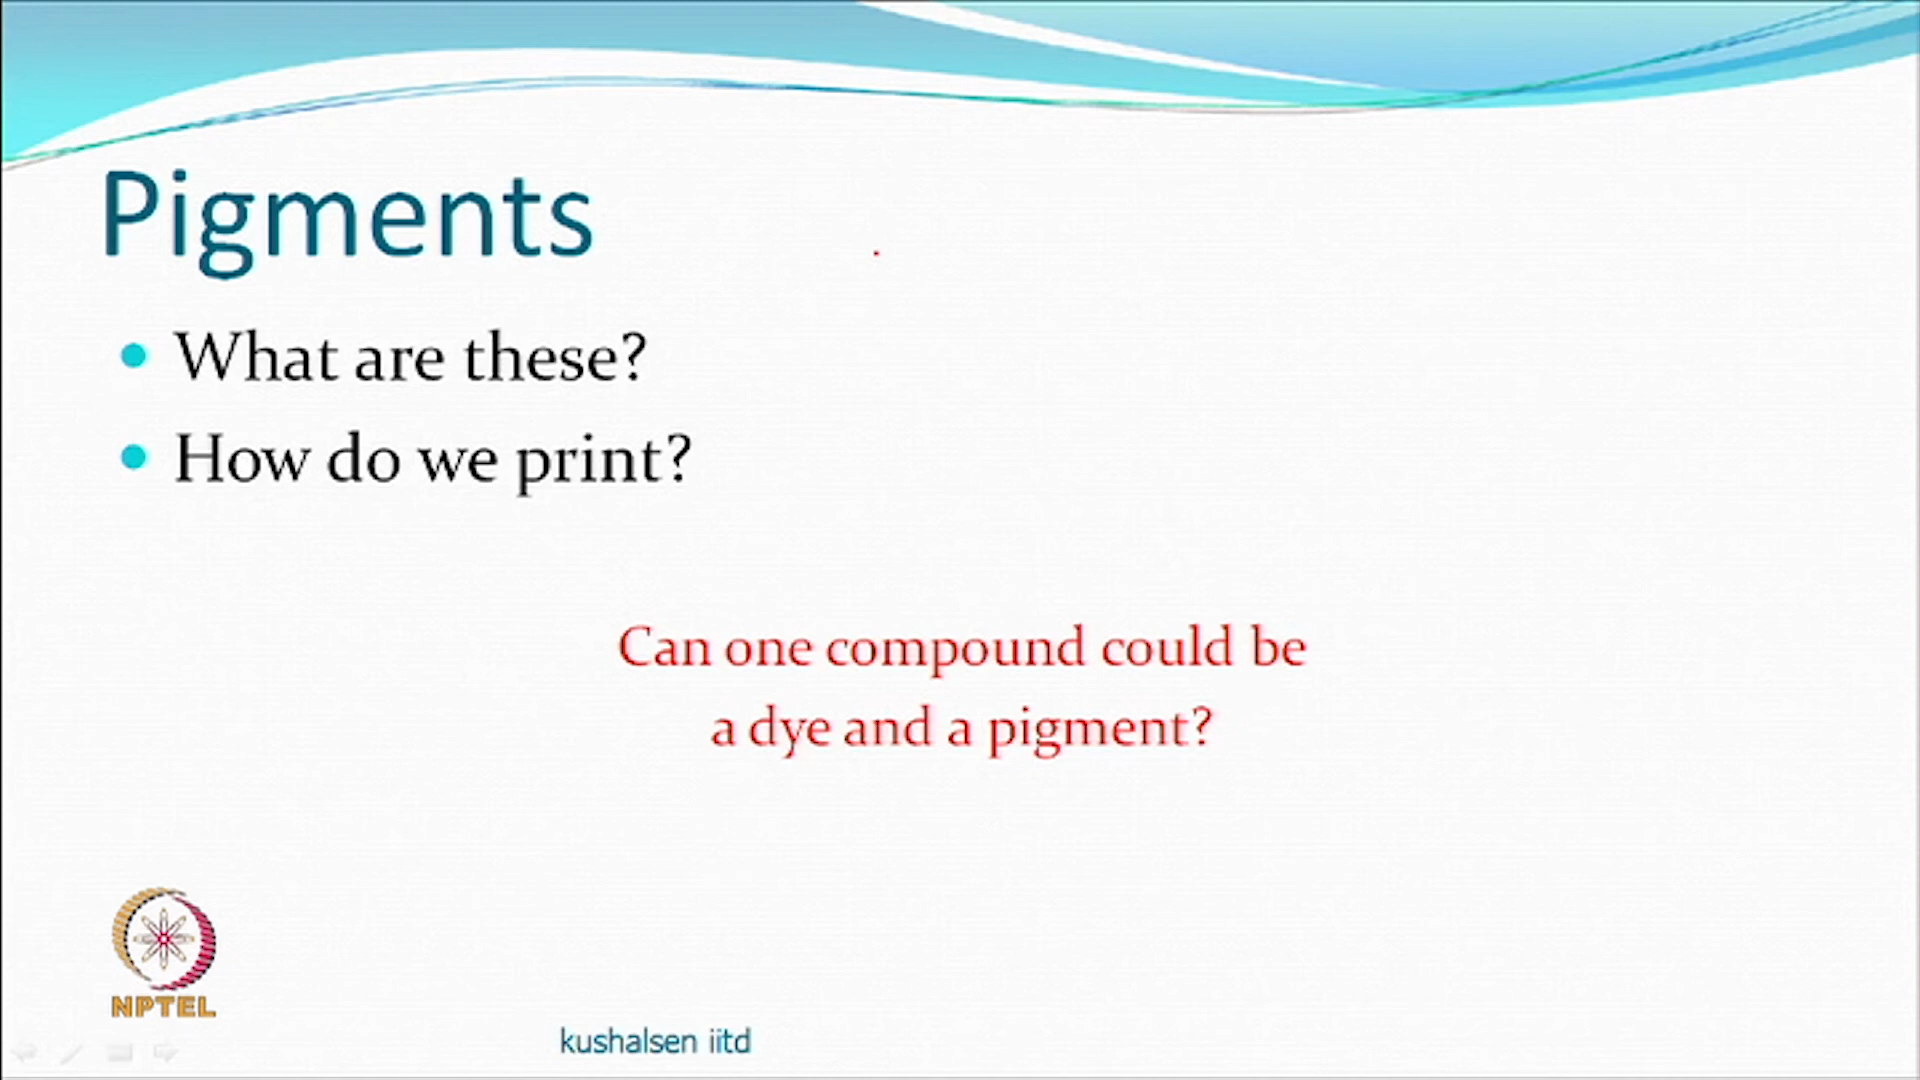 Pigments
What are these?
How do we print?
Can one compound could be
a dye and a pigment?
NPTEL
kushalsen iitd